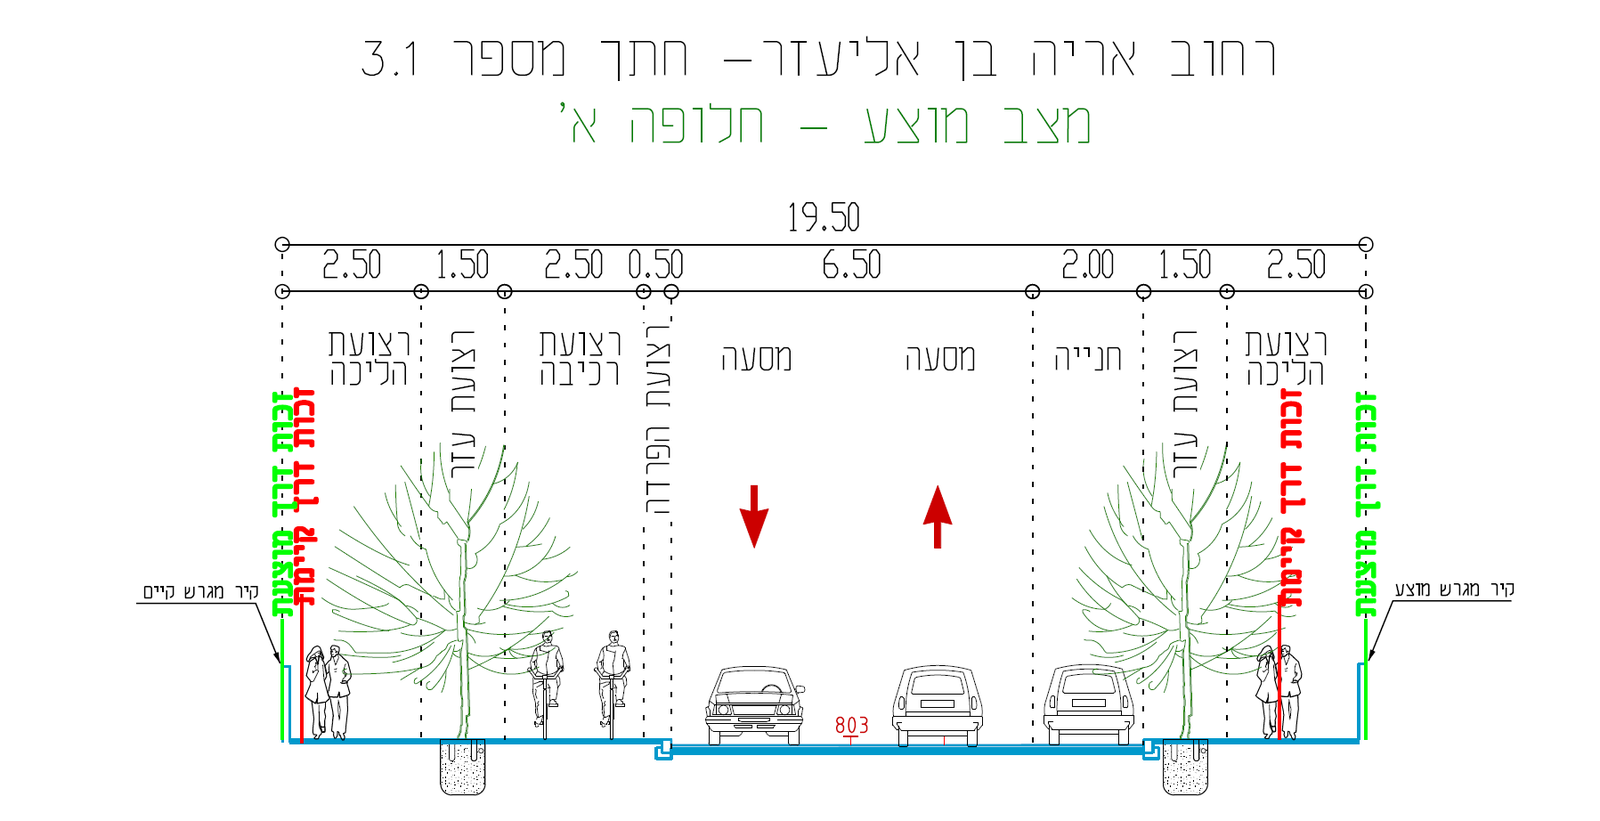 רחוב אריה בן אליעזר– חתך מספר 3.1
מצב מוצע – חלופה א'
19.50
2.50 1.50 2.50 0.50 6.50 2.00 1.50 2.50
רצועת
הליכה
רצועת עזר
רצועת
רכיבה
רצועת הפרדה
מסעה
מסעה
חנייה
רצועת עזר
רצועת
הליכה
זכות דרך מוצעת
זכות דרך קיימת
זכות דרך קיימת
זכות דרך מוצעת
קיר מגרש קיים
קיר מגרש מוצע
803